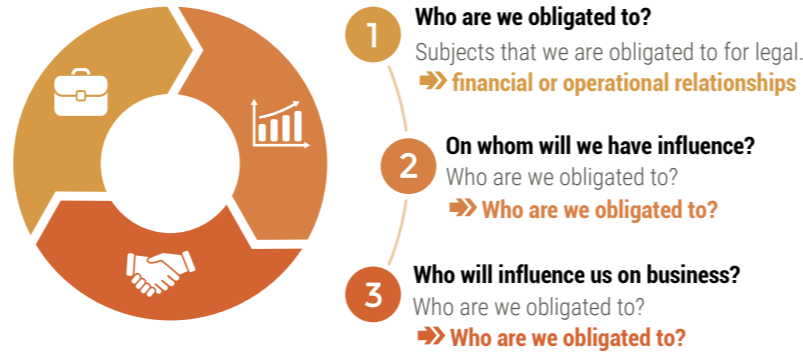 1
Who are we obligated to?
Subjects that we are obligated to for legal.
financial or operational relationships
2
On whom will we have influence?
Who are we obligated to?
Who are we obligated to?
3
Who will influence us on business?
Who are we obligated to?
Who are we obligated to?